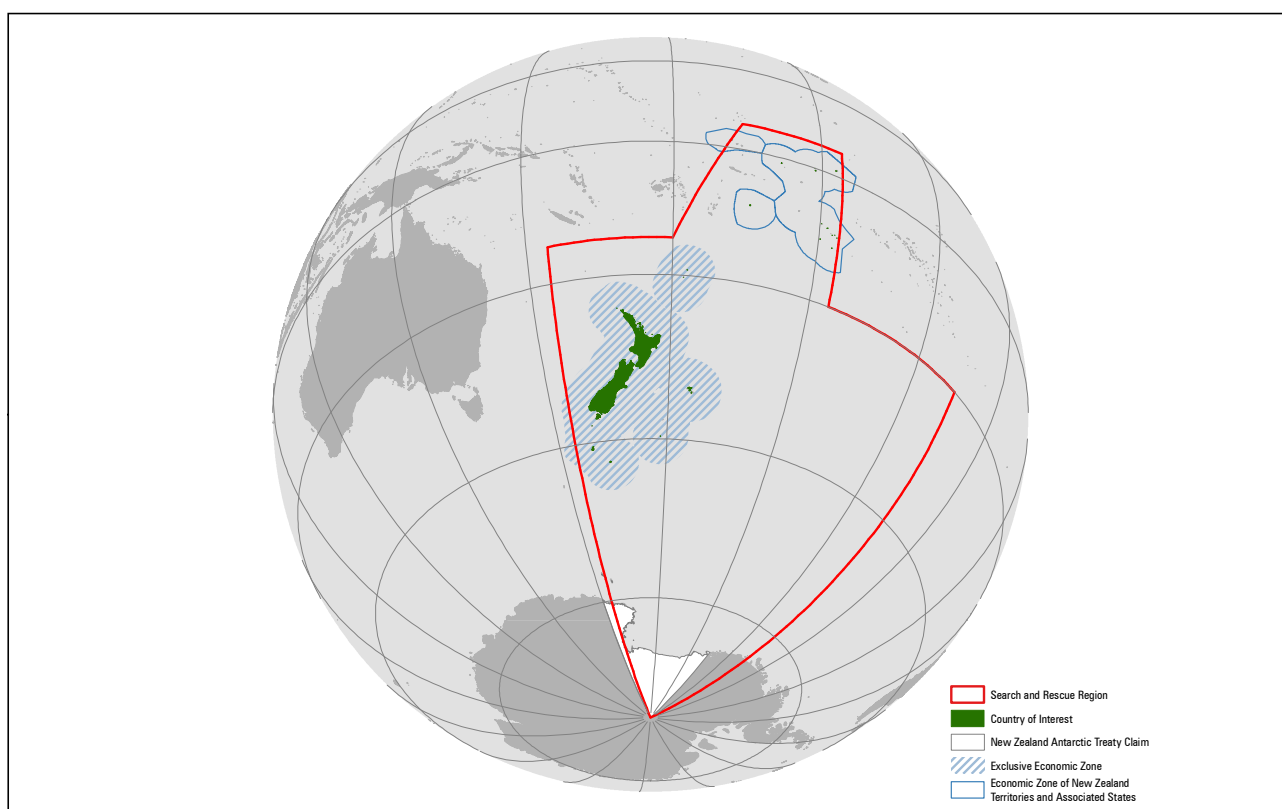 Search and Rescue Region
Country of Interest
New Zealand Antarctic Treaty Claim
Exclusive Economic Zone
Economic Zone of New Zealand
Territories and Associated States